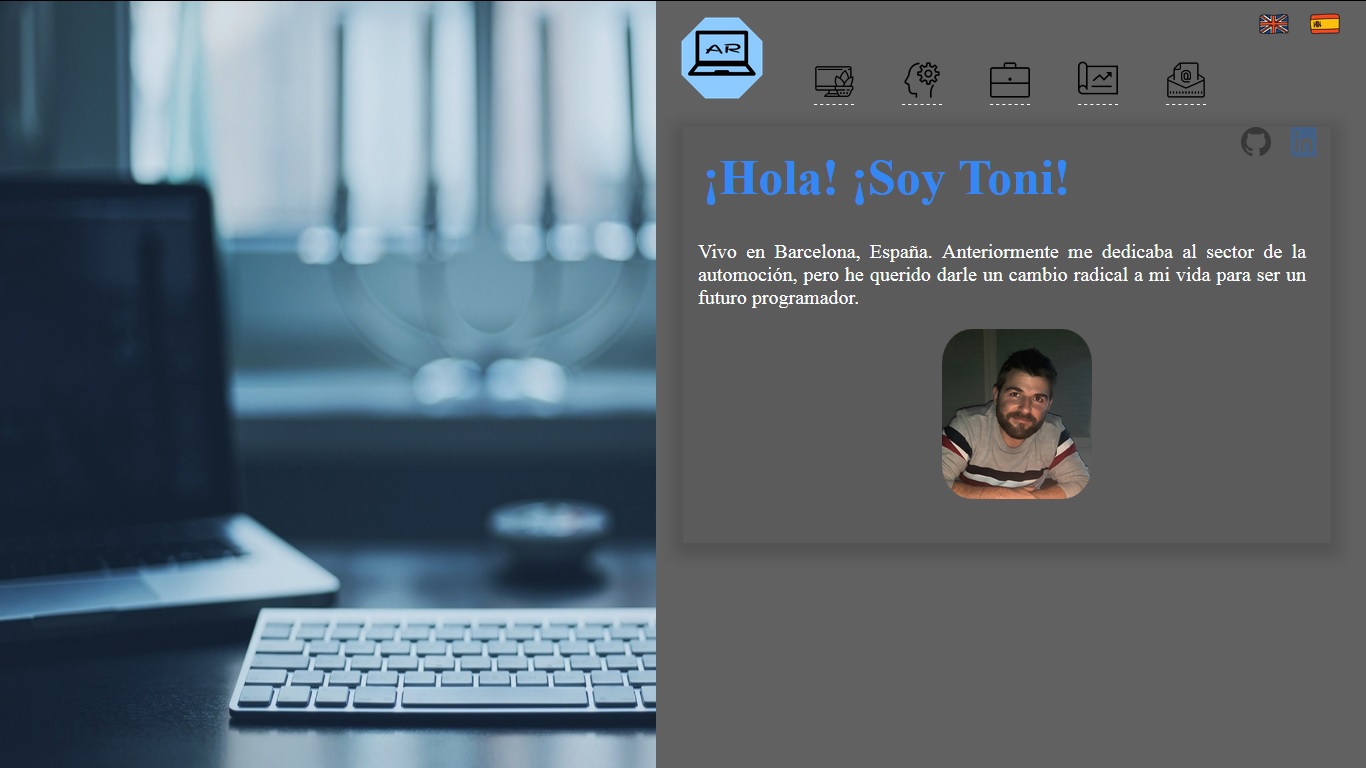 AR
@
¡Hola! ¡Soy Toni!
Vivo en Barcelona, España. Anteriormente me dedicaba al sector de la
automoción, pero he querido darle un cambio radical a mi vida para ser un
futuro programador.
in